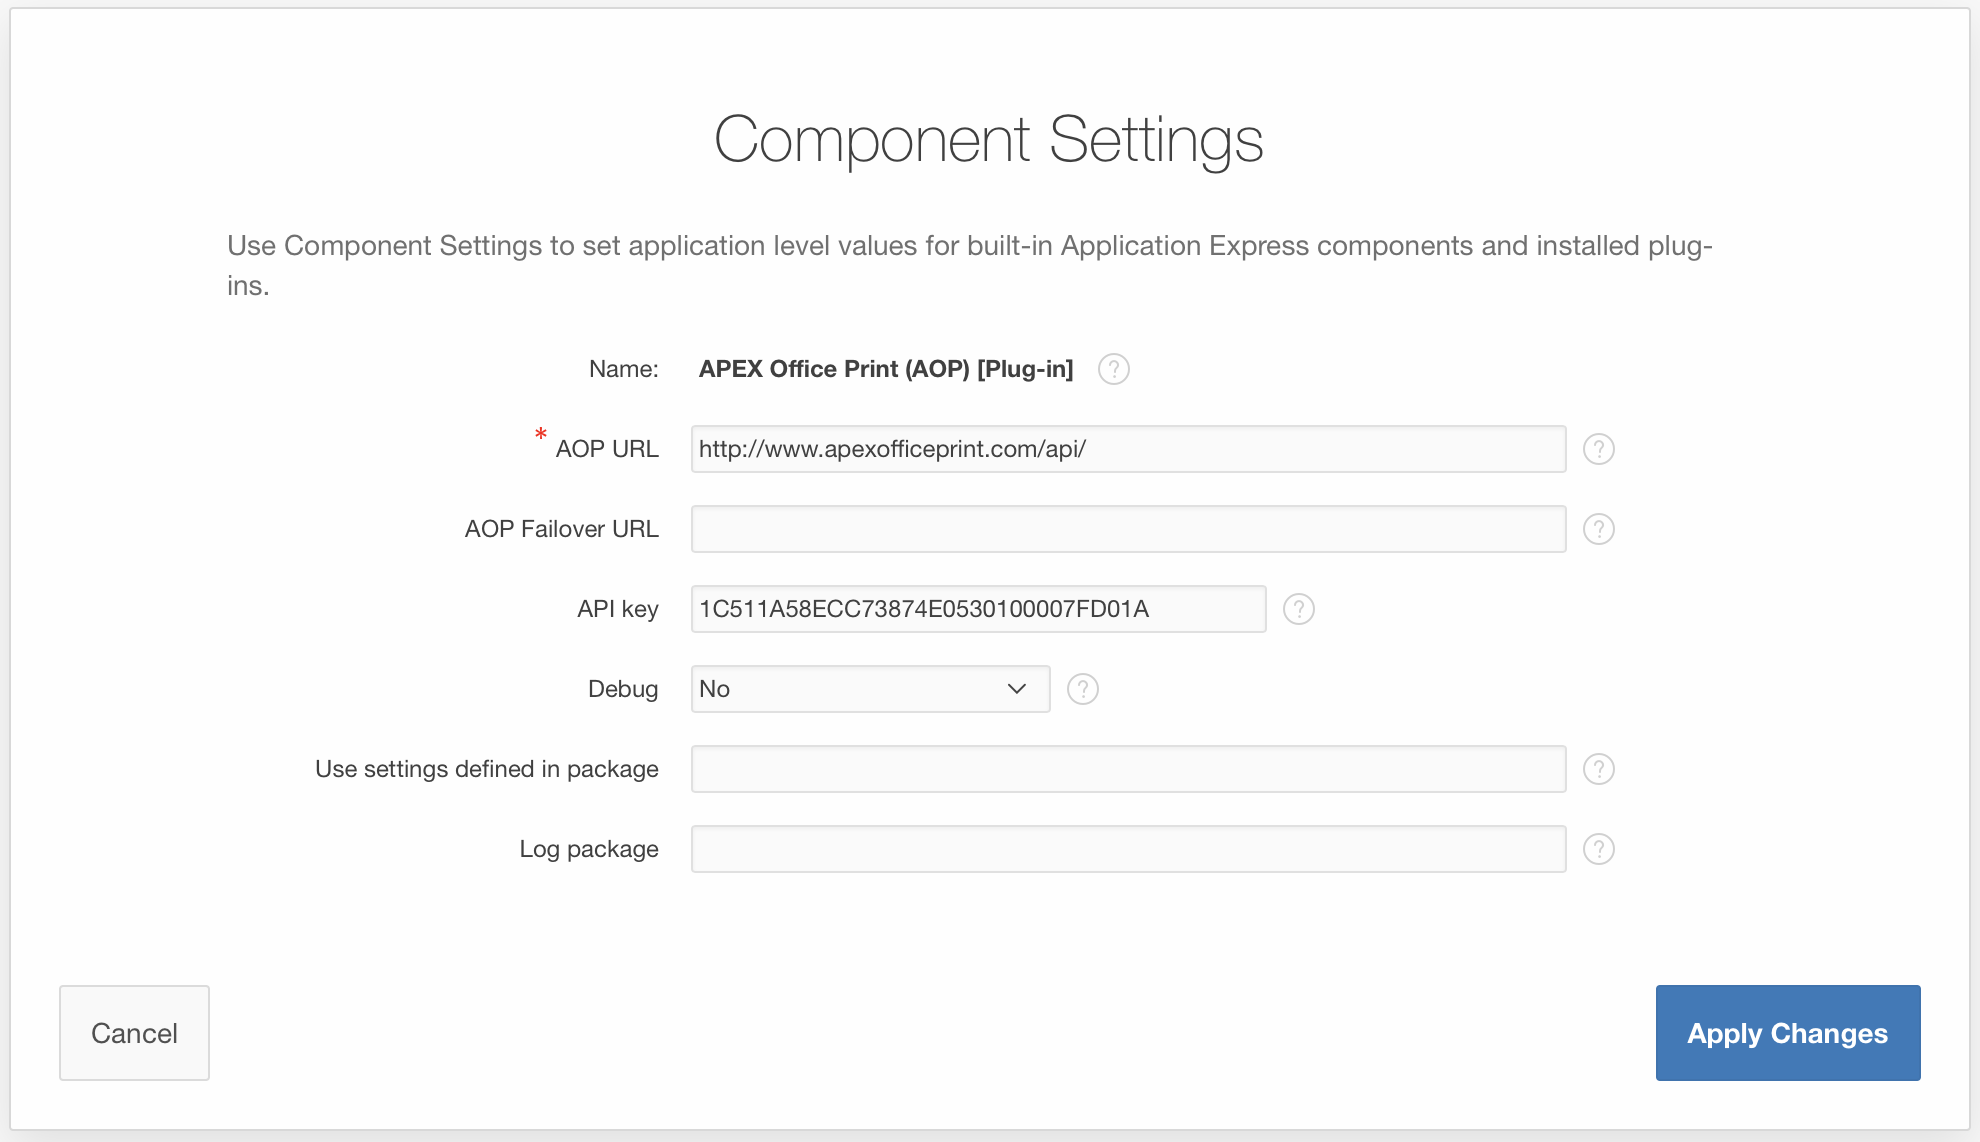 Component Settings
Use Component Settings to set application level values for built-in Application Express components and installed plug-
ins.
Name: APEX Office Print (AOP) [Plug-in] ?
* AOP URL http://www.apexofficeprint.com/api/ ?
AOP Failover URL ?
API key 1C511A58ECC73874E0530100007FD01A ?
Debug No ?
Use settings defined in package ?
Log package ?
Cancel Apply Changes